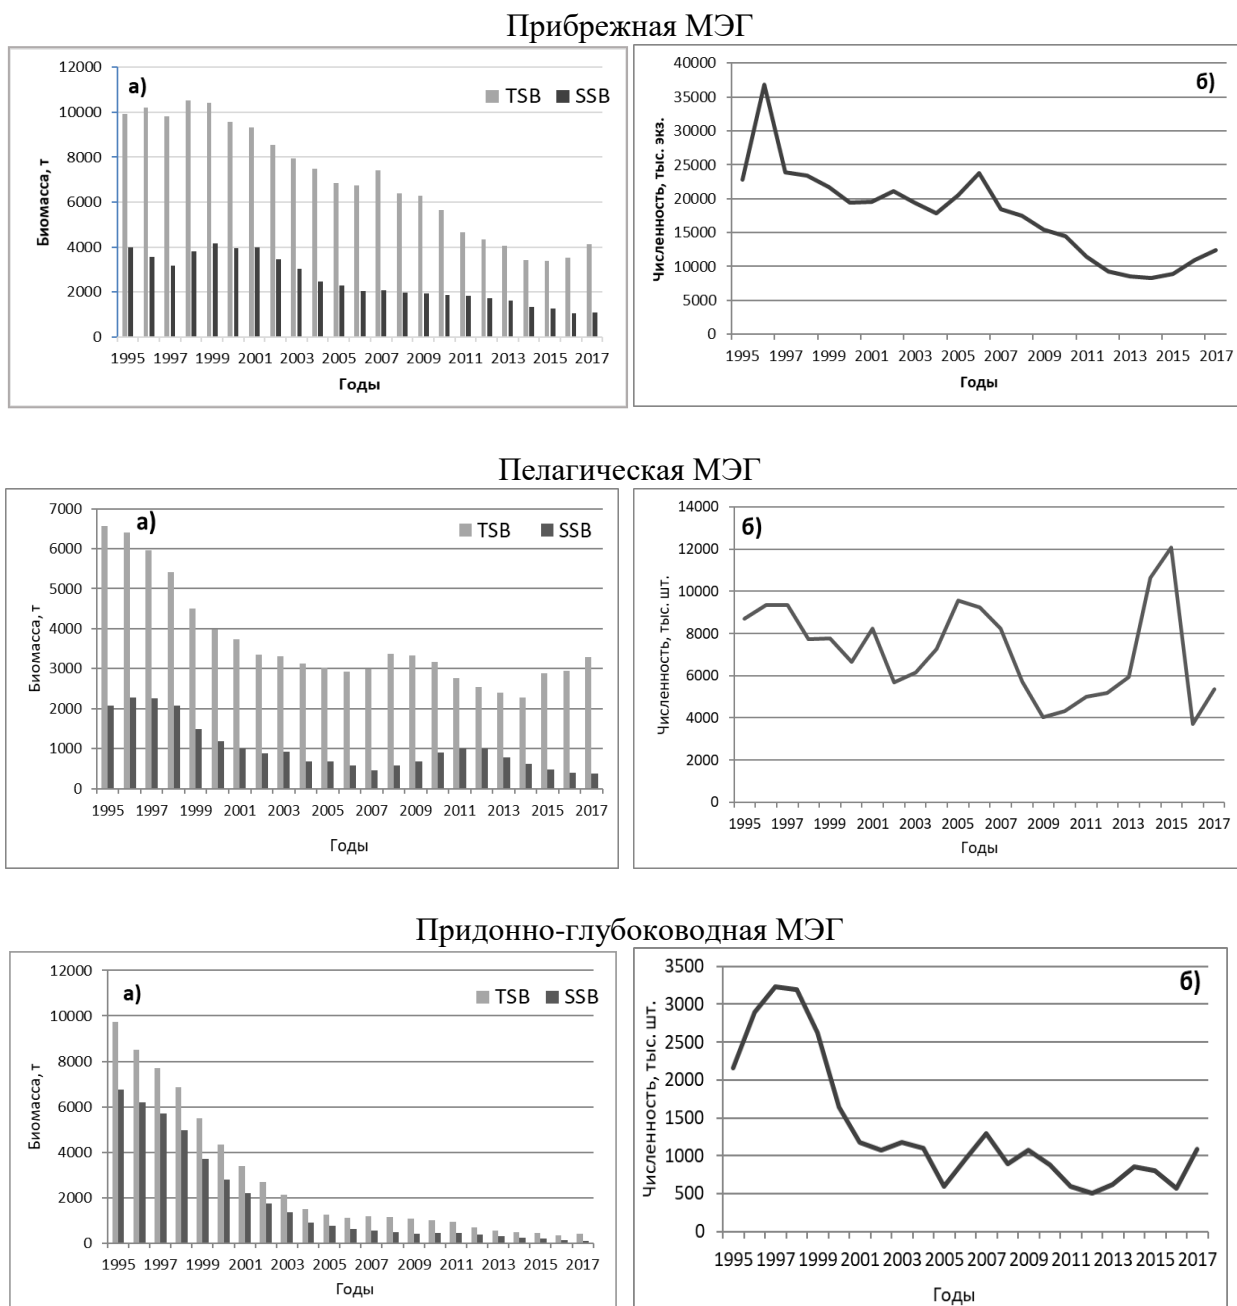 Прибрежная МЭГ
а)
TSB SSB
Биомасса, т
12000
10000
8000
6000
4000
2000
0
1995 1997 1999 2001 2003 2005 2007 2009 2011 2013 2015 2017
Годы
б)
Численность, тыс. экз.
40000
35000
30000
25000
20000
15000
10000
5000
0
1995 1997 1999 2001 2003 2005 2007 2009 2011 2013 2015 2017
Годы
Пелагическая МЭГ
а)
TSB SSB
Биомасса, т
7000
6000
5000
4000
3000
2000
1000
0
1995 1997 1999 2001 2003 2005 2007 2009 2011 2013 2015 2017
Годы
б)
Численность, тыс. шт.
14000
12000
10000
8000
6000
4000
2000
0
1995 1997 1999 2001 2003 2005 2007 2009 2011 2013 2015 2017
Годы
Придонно-глубоководная МЭГ
а)
TSB SSB
Биомасса, т
12000
10000
8000
6000
4000
2000
0
1995 1997 1999 2001 2003 2005 2007 2009 2011 2013 2015 2017
Годы
б)
Численность, тыс. шт.
3500
3000
2500
2000
1500
1000
500
0
1995 1997 1999 2001 2003 2005 2007 2009 2011 2013 2015 2017
Годы